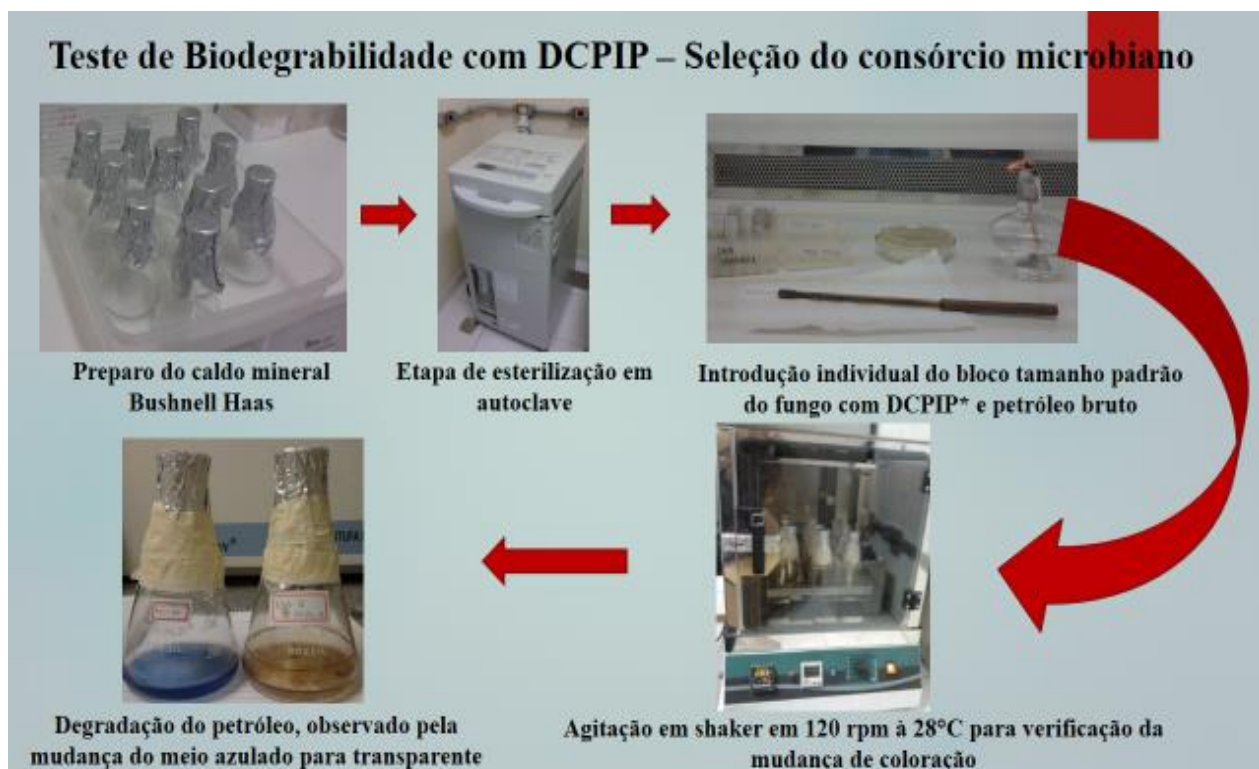 Teste de Biodegrabilidade com DCPIP – Seleção do consórcio microbiano
Preparo do caldo mineral
Bushnell Haas
Etapa de esterilização em
autoclave
Introdução individual do bloco tamanho padrão
do fungo com DCPIP* e petróleo bruto
Degradação do petróleo, observado pela
mudança do meio azulado para transparente
Agitação em shaker em 120 rpm à 28°C para verificação da
mudança de coloração